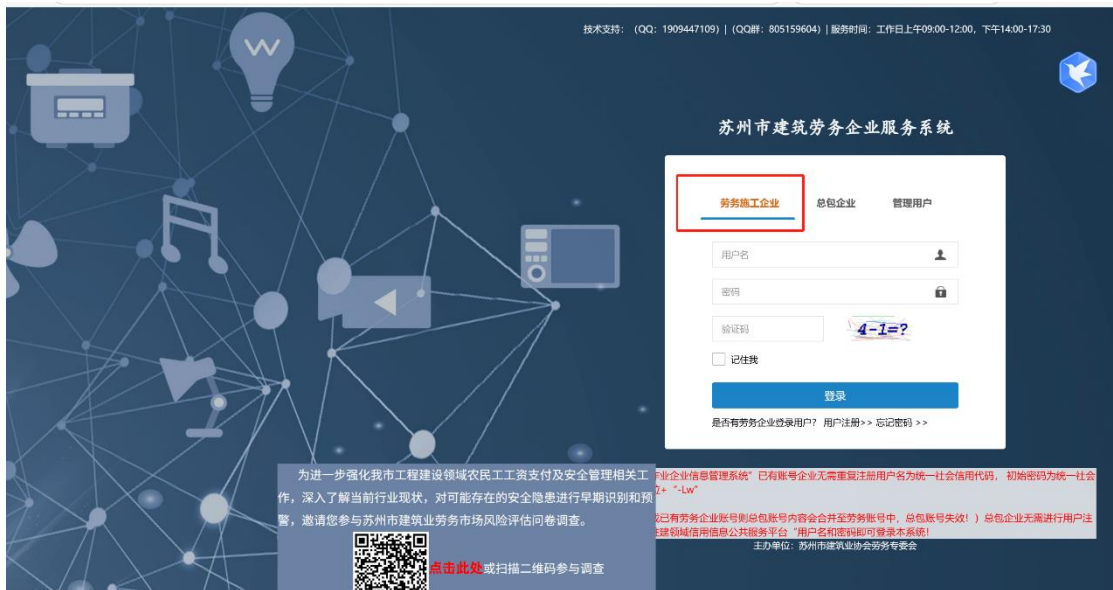 技术支持：（QQ：1909447109）|（QQ群：805159604）| 服务时间：工作日上午09:00-12:00，下午14:00-17:30
苏州市建筑劳务企业服务系统
劳务施工企业 总包企业 管理用户
用户名
密码
验证码 4-1=?
记住我
登录
是否有劳务企业登录用户？ 用户注册>> 忘记密码 >>
为进一步强化我市工程建设领域农民工工资支付及安全管理相关工
作，深入了解当前行业现状，对可能存在的安全隐患进行早期识别和预
警，邀请您参与苏州市建筑业劳务市场风险评估问卷调查。
点击此处或扫描二维码参与调查
业企业信息管理系统”已有账号企业无需重复注册用户名为统一社会信用代码， 初始密码为统一社会
+“-Lw”
已有劳务企业账号则总包账号内容会合并至劳务账号中，总包账号失效！）总包企业无需进行用户注
建领域信用信息公共服务平台“用户名和密码即可登录本系统！
主办单位：苏州市建筑业协会劳务专委会